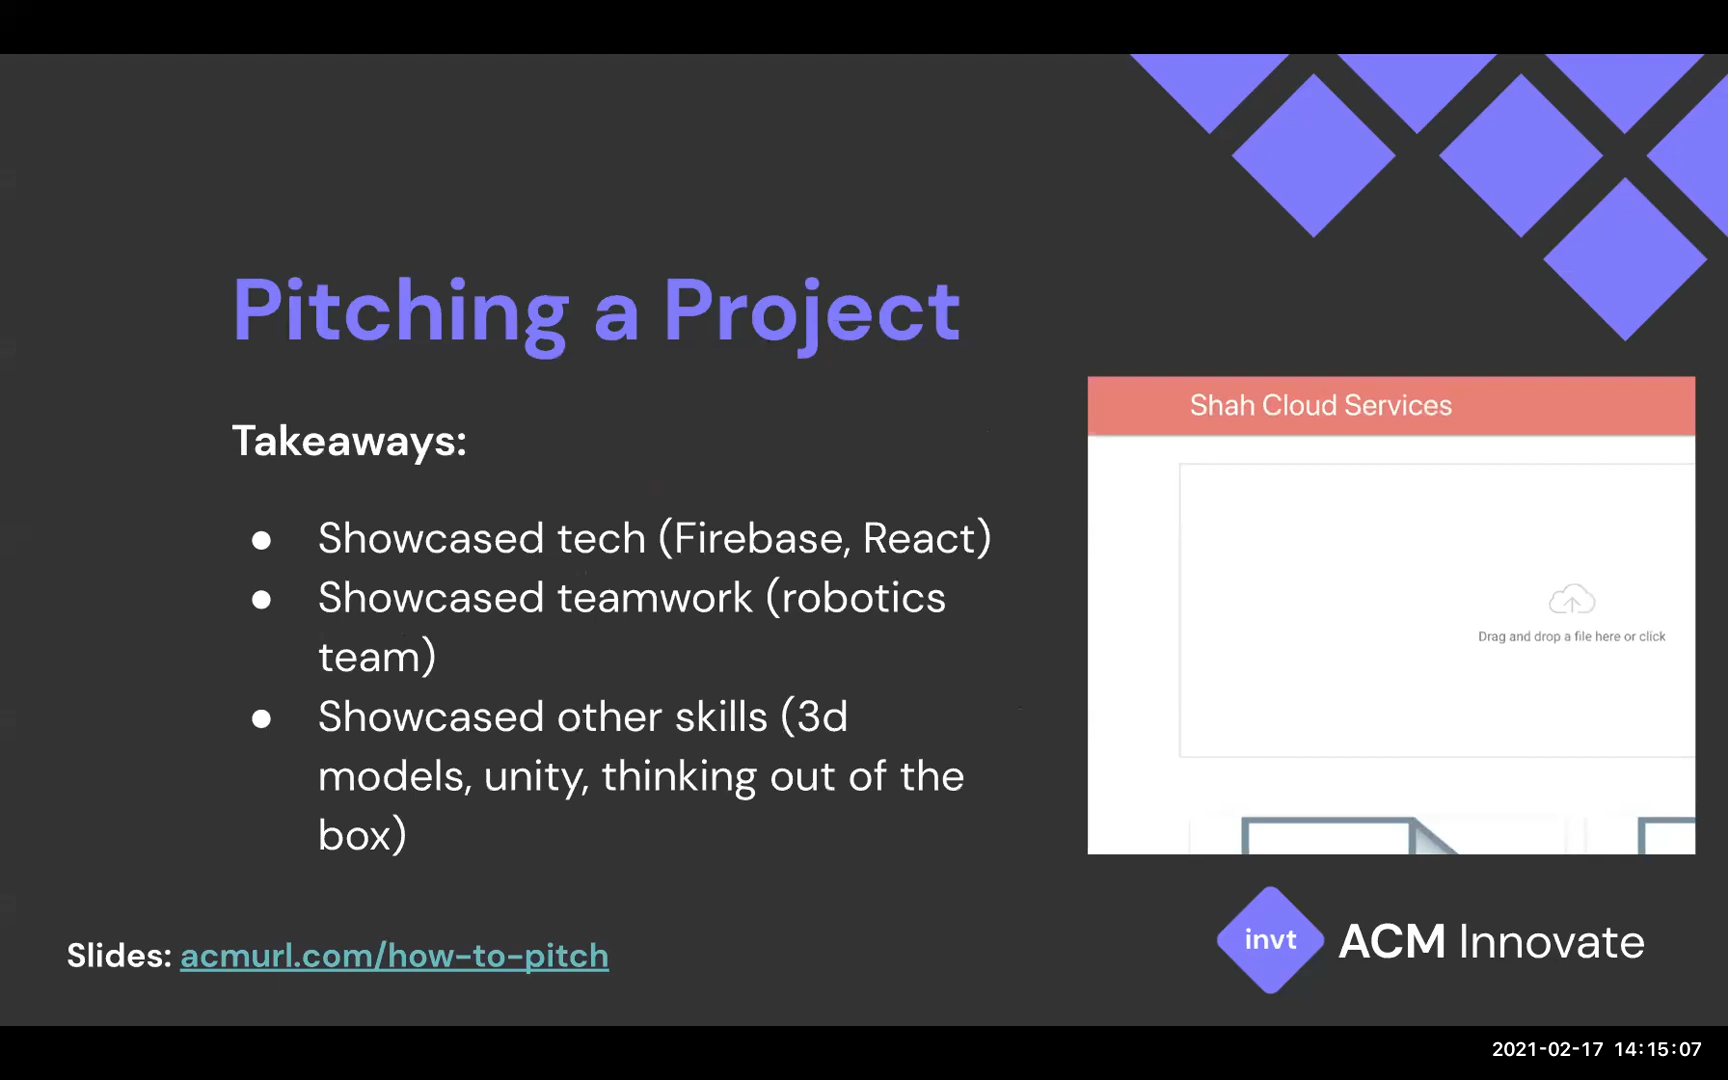 Pitching a Project
Takeaways:
● Showcased tech (Firebase, React)
● Showcased teamwork (robotics
team)
● Showcased other skills (3d
models, unity, thinking out of the
box)
Shah Cloud Services
Drag and drop a file here or click
Slides: acmurl.com/how-to-pitch
invt ACM Innovate
2021-02-17 14:15:07